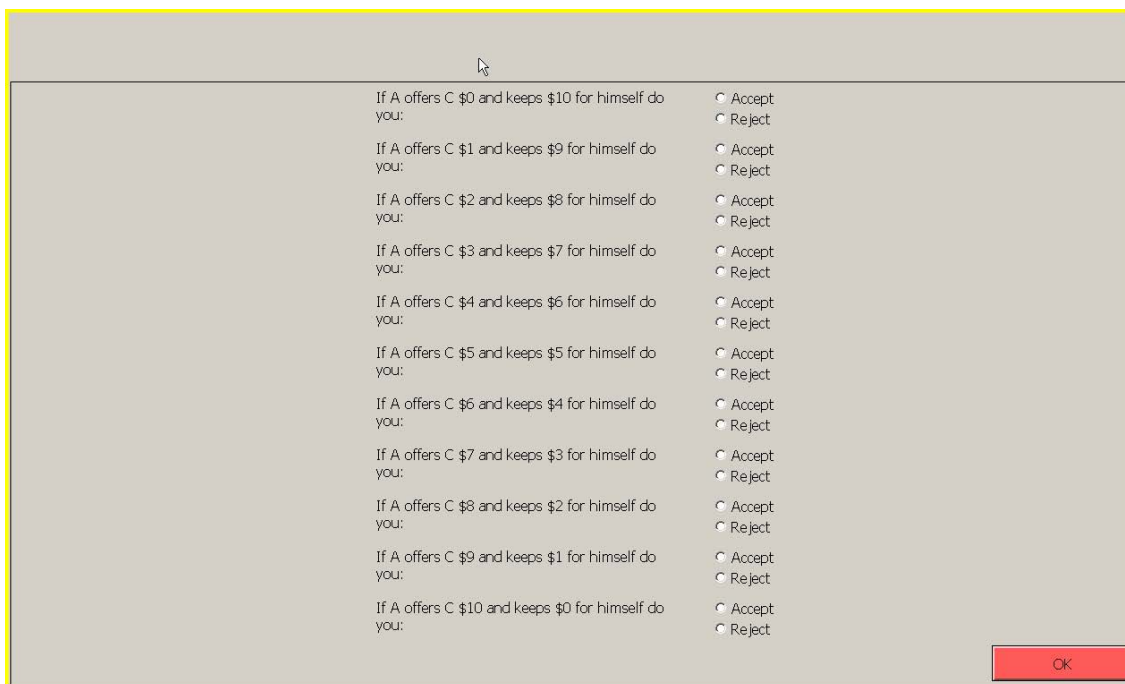 If A offers C $0 and keeps $10 for himself do
you:
Accept
Reject
If A offers C $1 and keeps $9 for himself do
you:
Accept
Reject
If A offers C $2 and keeps $8 for himself do
you:
Accept
Reject
If A offers C $3 and keeps $7 for himself do
you:
Accept
Reject
If A offers C $4 and keeps $6 for himself do
you:
Accept
Reject
If A offers C $5 and keeps $5 for himself do
you:
Accept
Reject
If A offers C $6 and keeps $4 for himself do
you:
Accept
Reject
If A offers C $7 and keeps $3 for himself do
you:
Accept
Reject
If A offers C $8 and keeps $2 for himself do
you:
Accept
Reject
If A offers C $9 and keeps $1 for himself do
you:
Accept
Reject
If A offers C $10 and keeps $0 for himself do
you:
Accept
Reject
OK